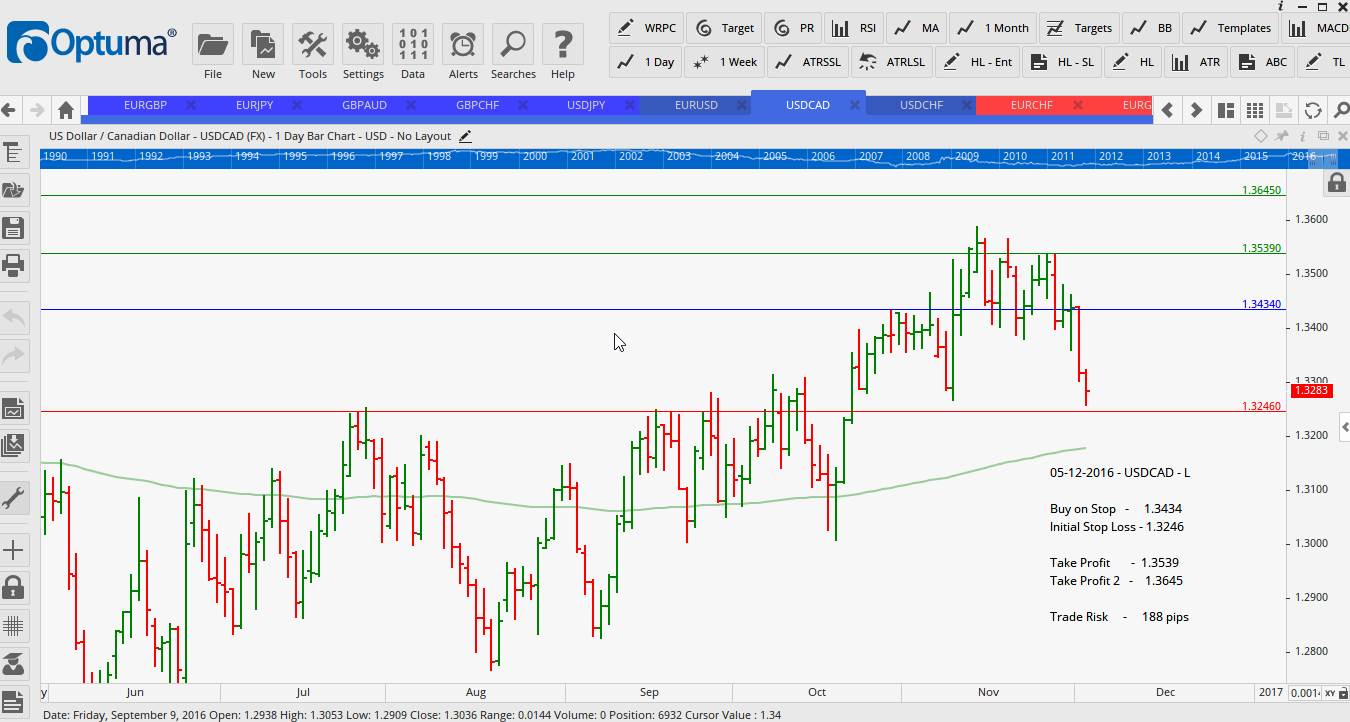 Optuma®
File
New
Tools
Settings
101
010
111
Data
Alerts
Searches
?
Help
i
WRPC
Target
PR
RSI
MA
1 Month
Targets
BB
Templates
MACD
1 Day
1 Week
ATRSSL
ATRLSL
HL - Ent
HL - SL
HL
ATR
ABC
TL
EURGBP
EURJPY
GBPAUD
GBPCHF
USDJPY
EURUSD
USDCAD
USDCHF
EURCHF
EURG
US Dollar / Canadian Dollar - USDCAD (FX) - 1 Day Bar Chart - USD - No Layout
i
1990 1991 1992 1993 1994 1995 1996 1997 1998 1999 2000 2001 2002 2003 2004 2005 2006 2007 2008 2009 2010 2011 2012 2013 2014 2015 2016
1.36450
1.3600
1.35390
1.3500
1.34340
1.3400
1.3300
1.3283
1.32460
1.3200
1.3100
1.3000
1.2900
1.2800
05-12-2016 - USDCAD - L
Buy on Stop - 1.3434
Initial Stop Loss - 1.3246
Take Profit - 1.3539
Take Profit 2 - 1.3645
Trade Risk - 188 pips
y Jun Jul Aug Sep Oct Nov Dec 2017
0.0014 XY
Date: Friday, September 9, 2016 Open: 1.2938 High: 1.3053 Low: 1.2909 Close: 1.3036 Range: 0.0144 Volume: 0 Position: 6932 Cursor Value : 1.34